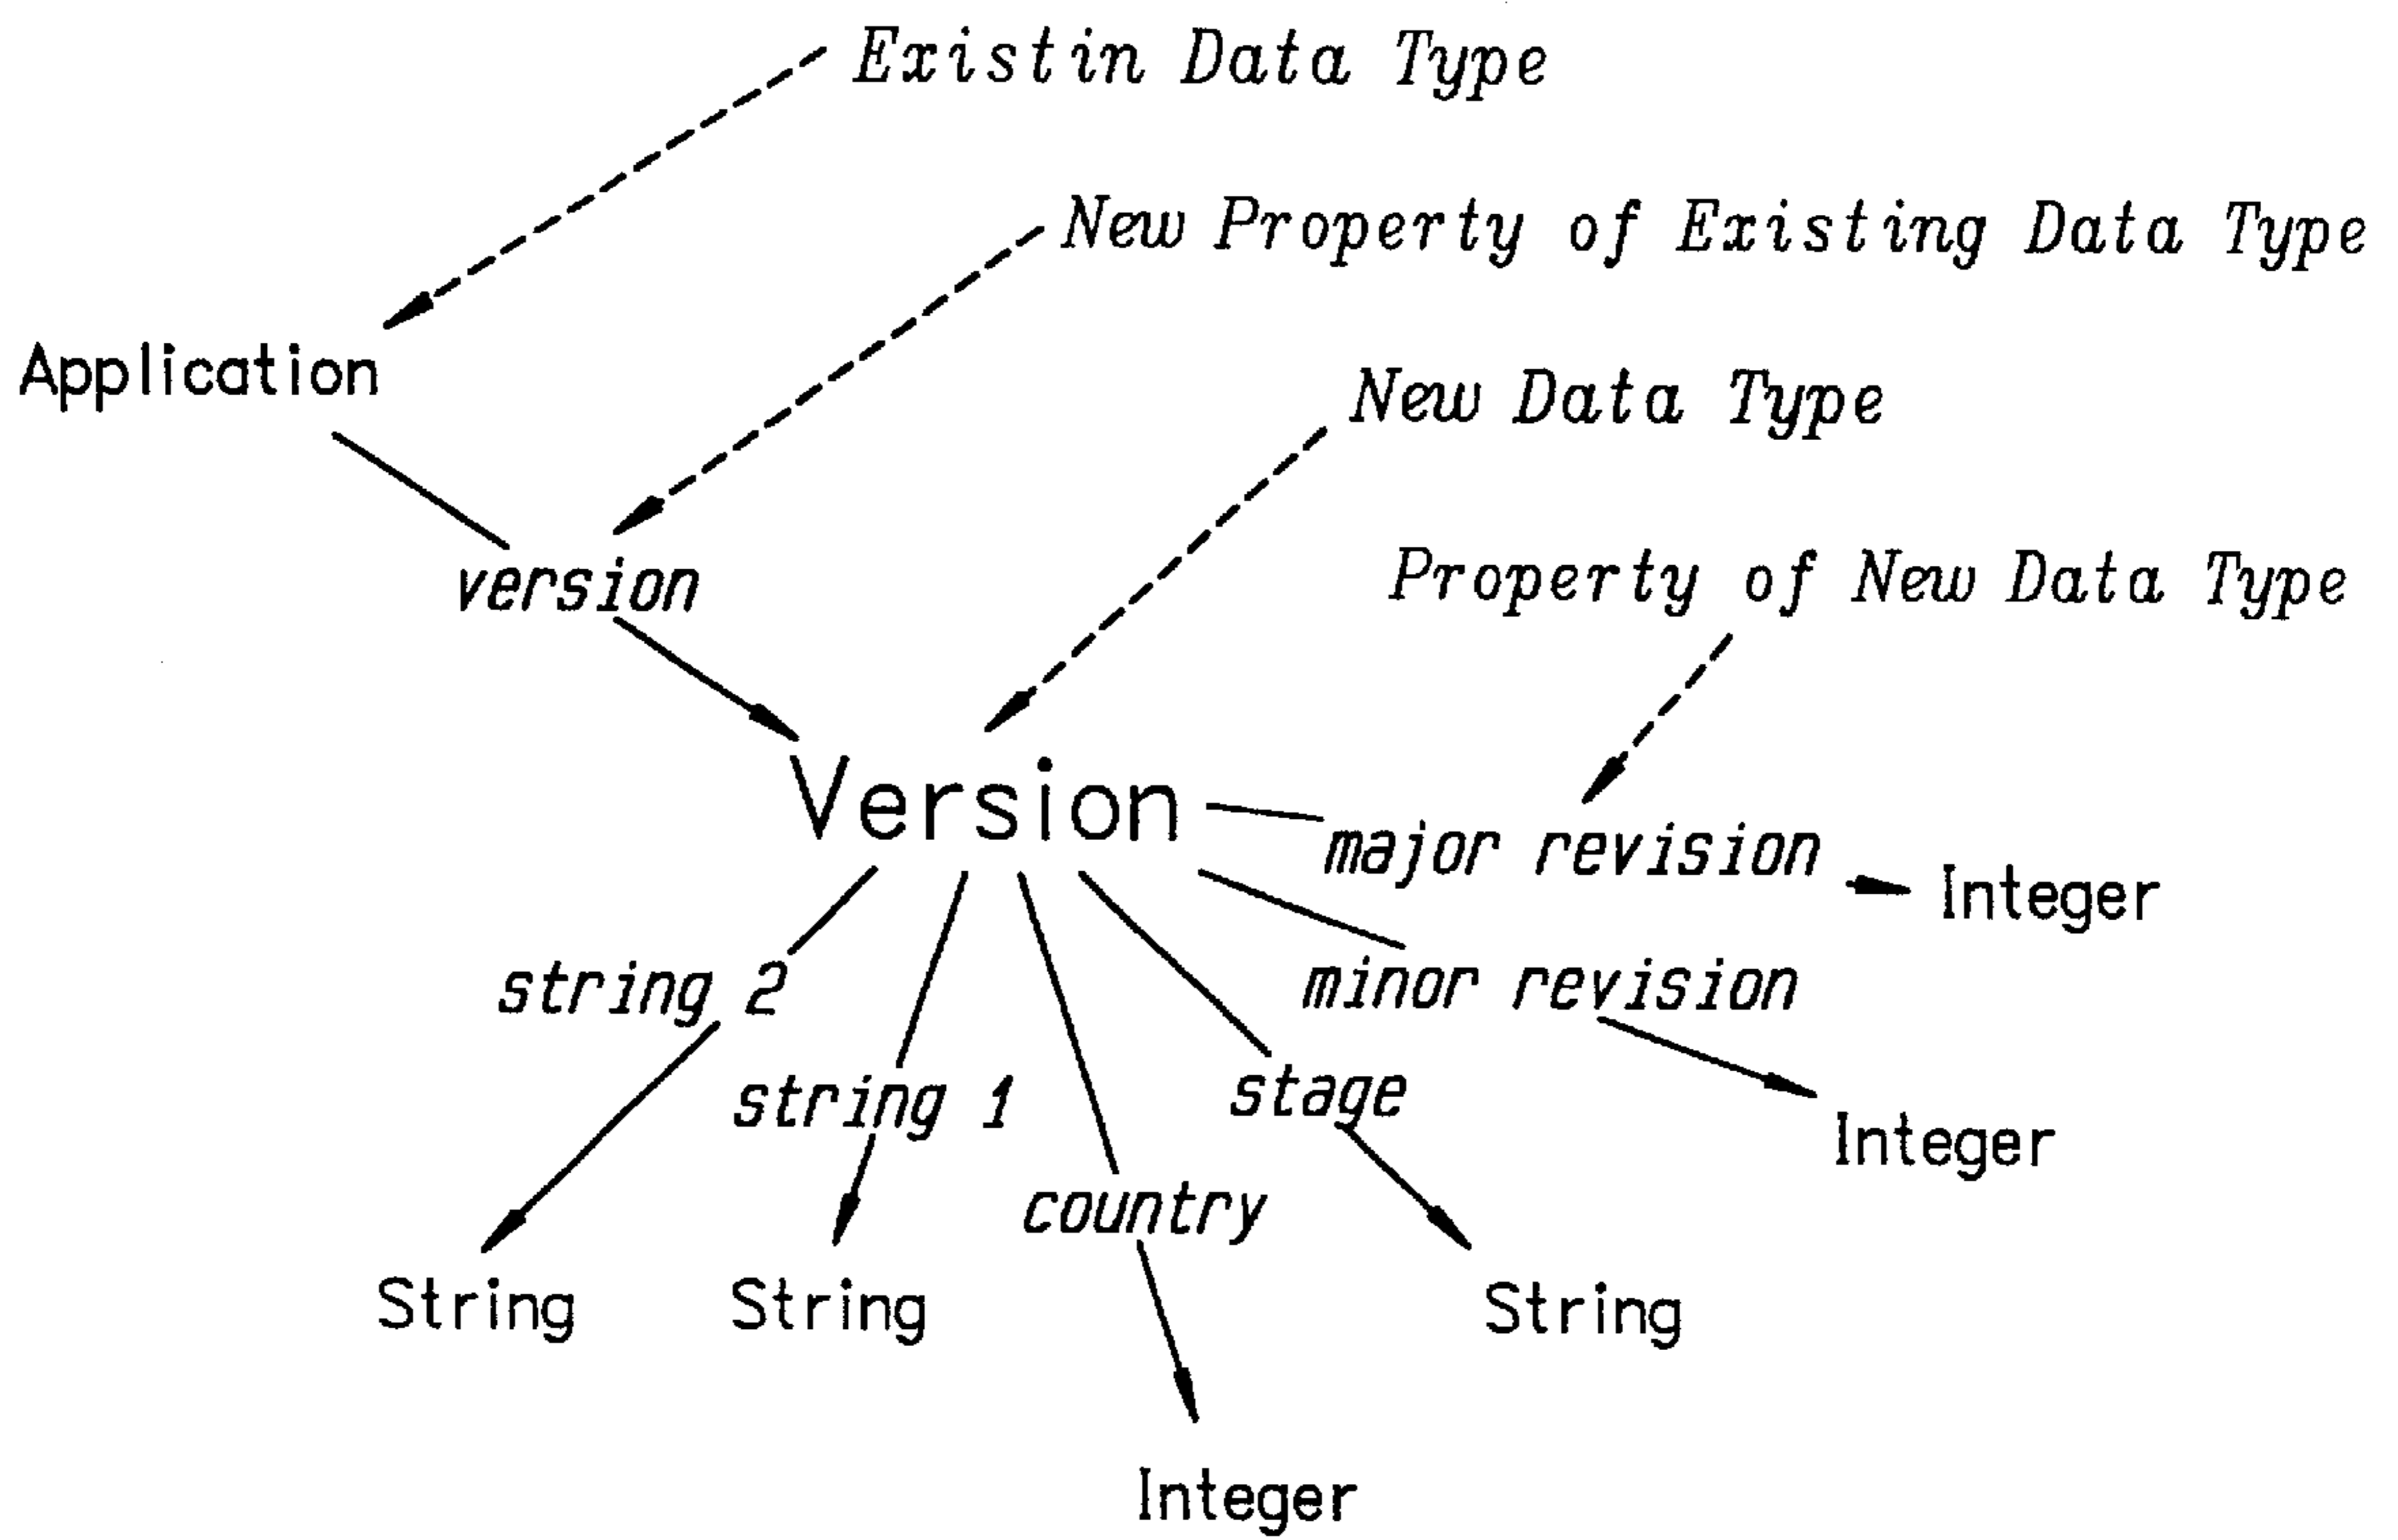 Existin Data Type
New Property of Existing Data Type
Application
New Data Type
version
Property of New Data Type
Version
major revision
Integer
string 2
minor revision
string 1
stage
Integer
country
String
String
String
Integer